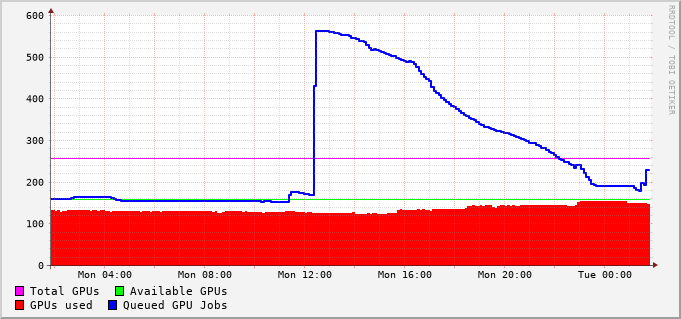 RRDTOOL / TOBI OETIKER
600
500
400
300
200
100
0
Mon 04:00 Mon 08:00 Mon 12:00 Mon 16:00 Mon 20:00 Tue 00:00
Total GPUs Available GPUs
GPUs used Queued GPU Jobs